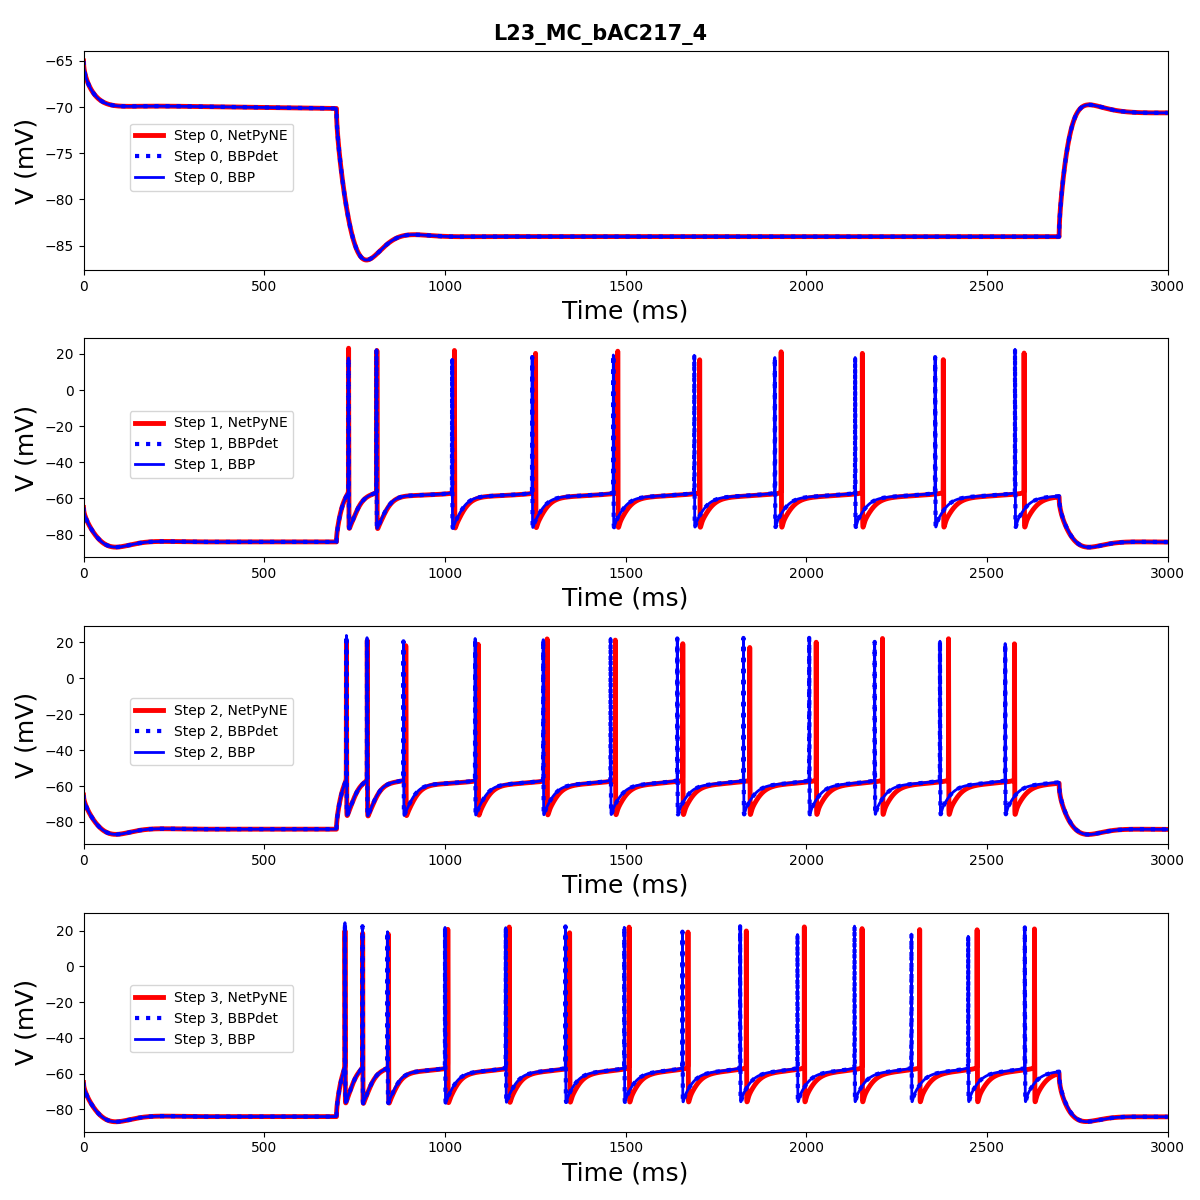 L23_MC_bAC217_4
−65
−70
−75
−80
−85
V (mV)
Step 0, NetPyNE
Step 0, BBPdet
Step 0, BBP
0 500 1000 1500 2000 2500 3000
Time (ms)
20
0
−20
−40
−60
−80
V (mV)
Step 1, NetPyNE
Step 1, BBPdet
Step 1, BBP
0 500 1000 1500 2000 2500 3000
Time (ms)
20
0
−20
−40
−60
−80
V (mV)
Step 2, NetPyNE
Step 2, BBPdet
Step 2, BBP
0 500 1000 1500 2000 2500 3000
Time (ms)
20
0
−20
−40
−60
−80
V (mV)
Step 3, NetPyNE
Step 3, BBPdet
Step 3, BBP
0 500 1000 1500 2000 2500 3000
Time (ms)